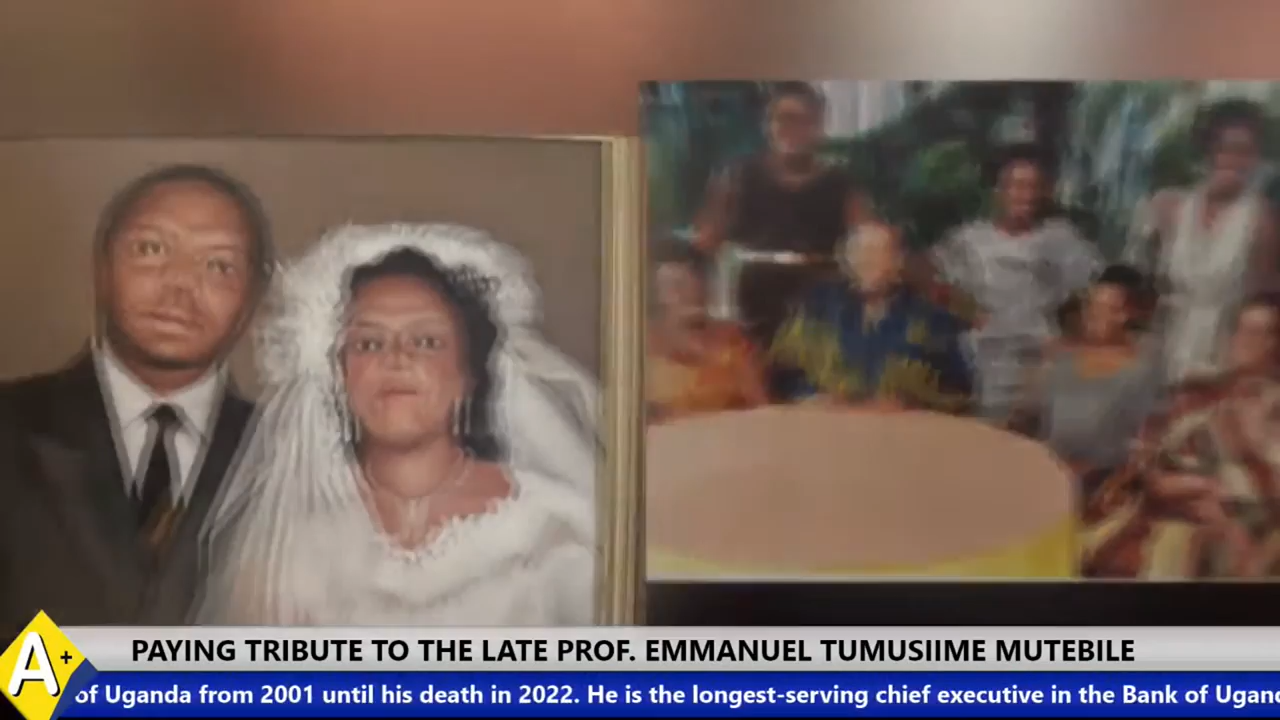 A+
PAYING TRIBUTE TO THE LATE PROF. EMMANUEL TUMUSIIME MUTEBILE
of Uganda from 2001 until his death in 2022. He is the longest-serving chief executive in the Bank of